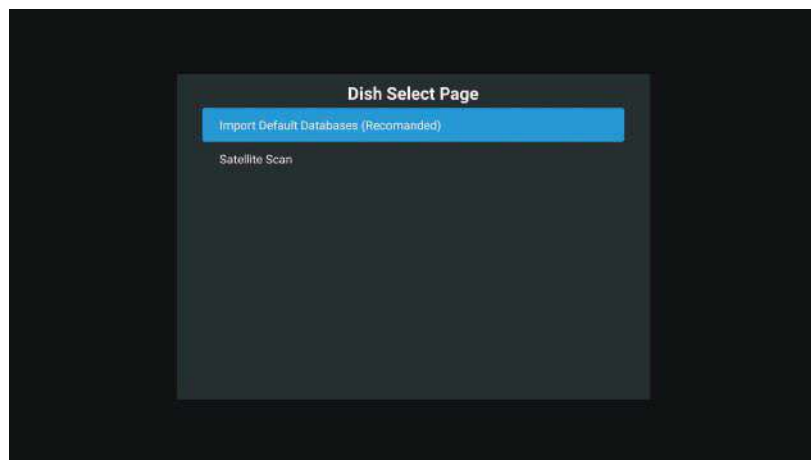 Dish Select Page
Import Default Databases (Recomanded)
Satellite Scan